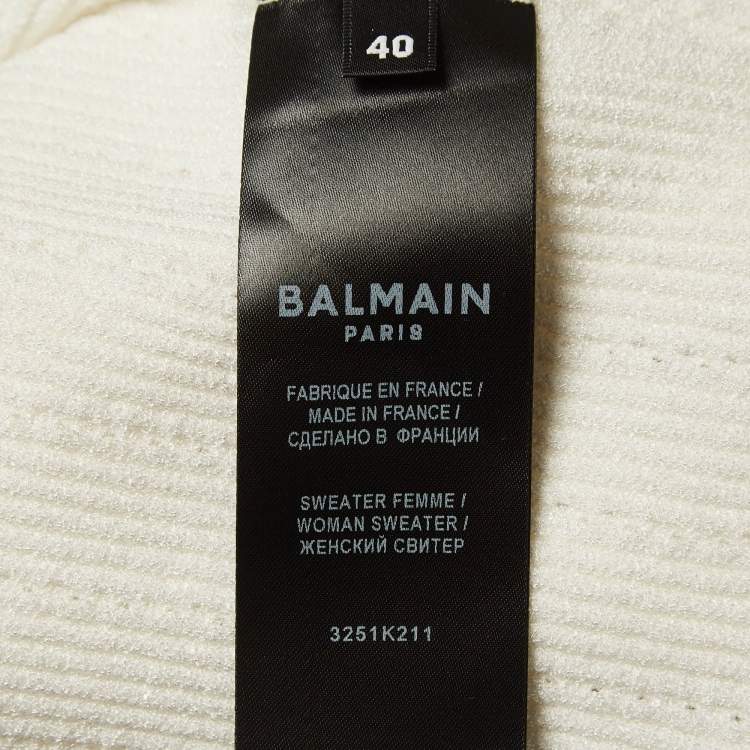 40
BALMAIN
PARIS
FABRIQUE EN FRANCE /
MADE IN FRANCE /
СДЕЛАНО В ФРАНЦИИ
SWEATER FEMME /
WOMAN SWEATER /
ЖЕНСКИЙ СВИТЕР
3251K211